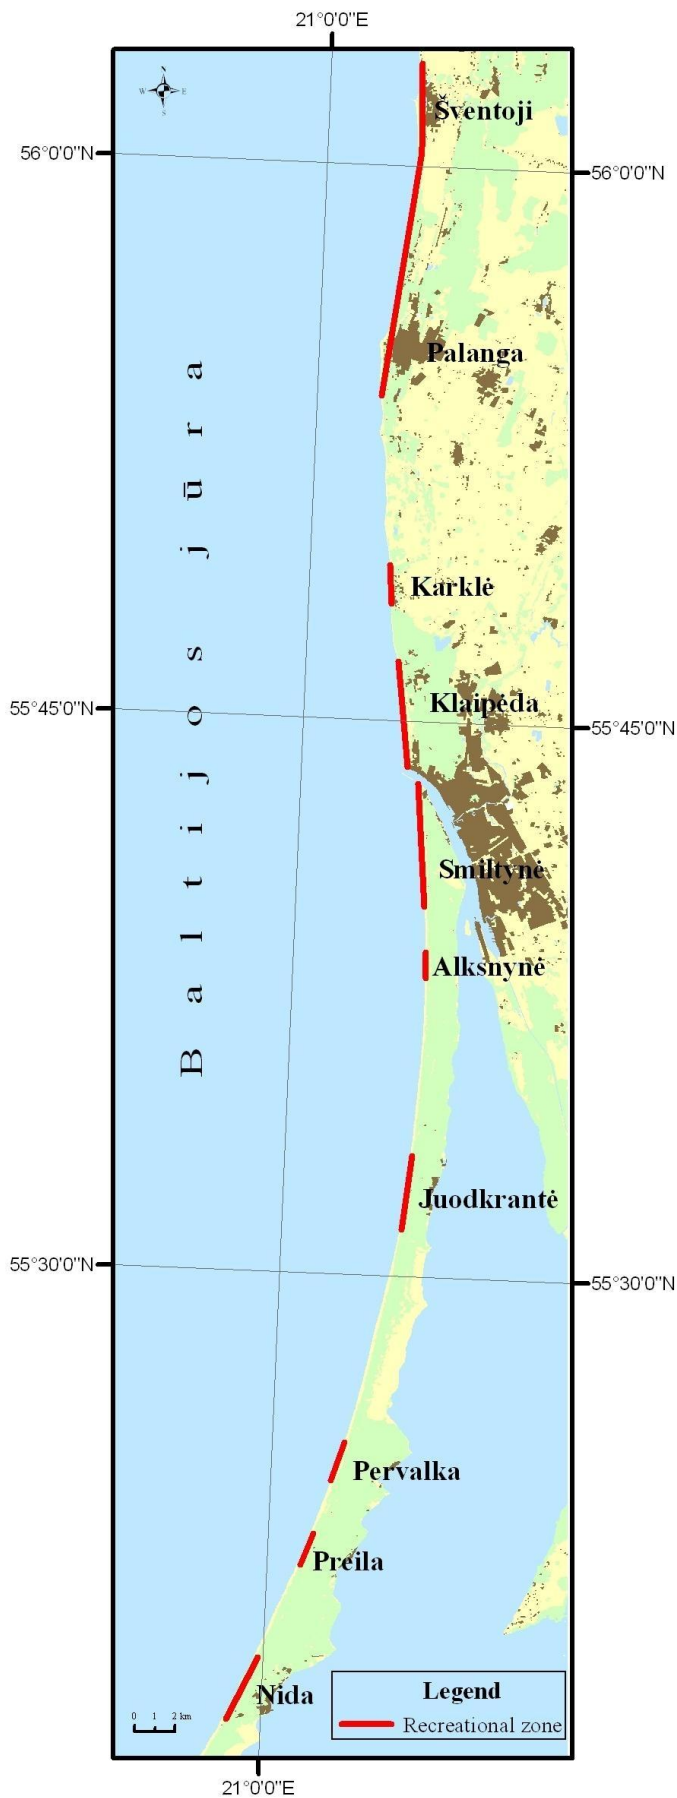 21°0'0"E
N
W E
S
Šventoji
56°0'0"N
56°0'0"N
Palanga
Baltijos jūra
Karklė
Klaipėda
55°45'0"N
55°45'0"N
Smiltynė
Alksnynė
Juodkrantė
55°30'0"N
55°30'0"N
Pervalka
Preila
Nida
Legend
Recreational zone
0 1 2 km
21°0'0"E